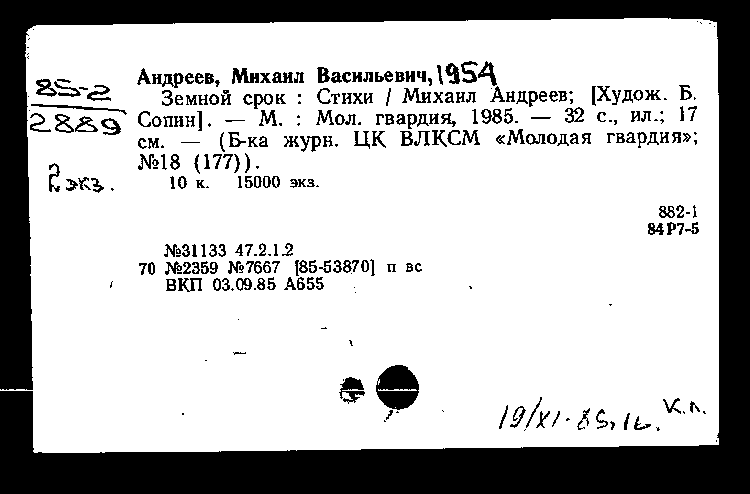 Андреев, Михаил Васильевич, 1954
85-2
2889
2 экз.
Земной срок : Стихи / Михаил Андреев; [Худож. Б.
Сопин]. — М. : Мол. гвардия, 1985. — 32 с., ил.; 17
см. — (Б-ка журн. ЦК ВЛКСМ «Молодая гвардия»;
№18 (177)).
10 к. 15000 экз.
882-1
84Р7-5
№31133 47.2.1.2
70 №2359 №7667 [85-53870] п вс
ВКП 03.09.85 А655
19/XI-85, К.Л.